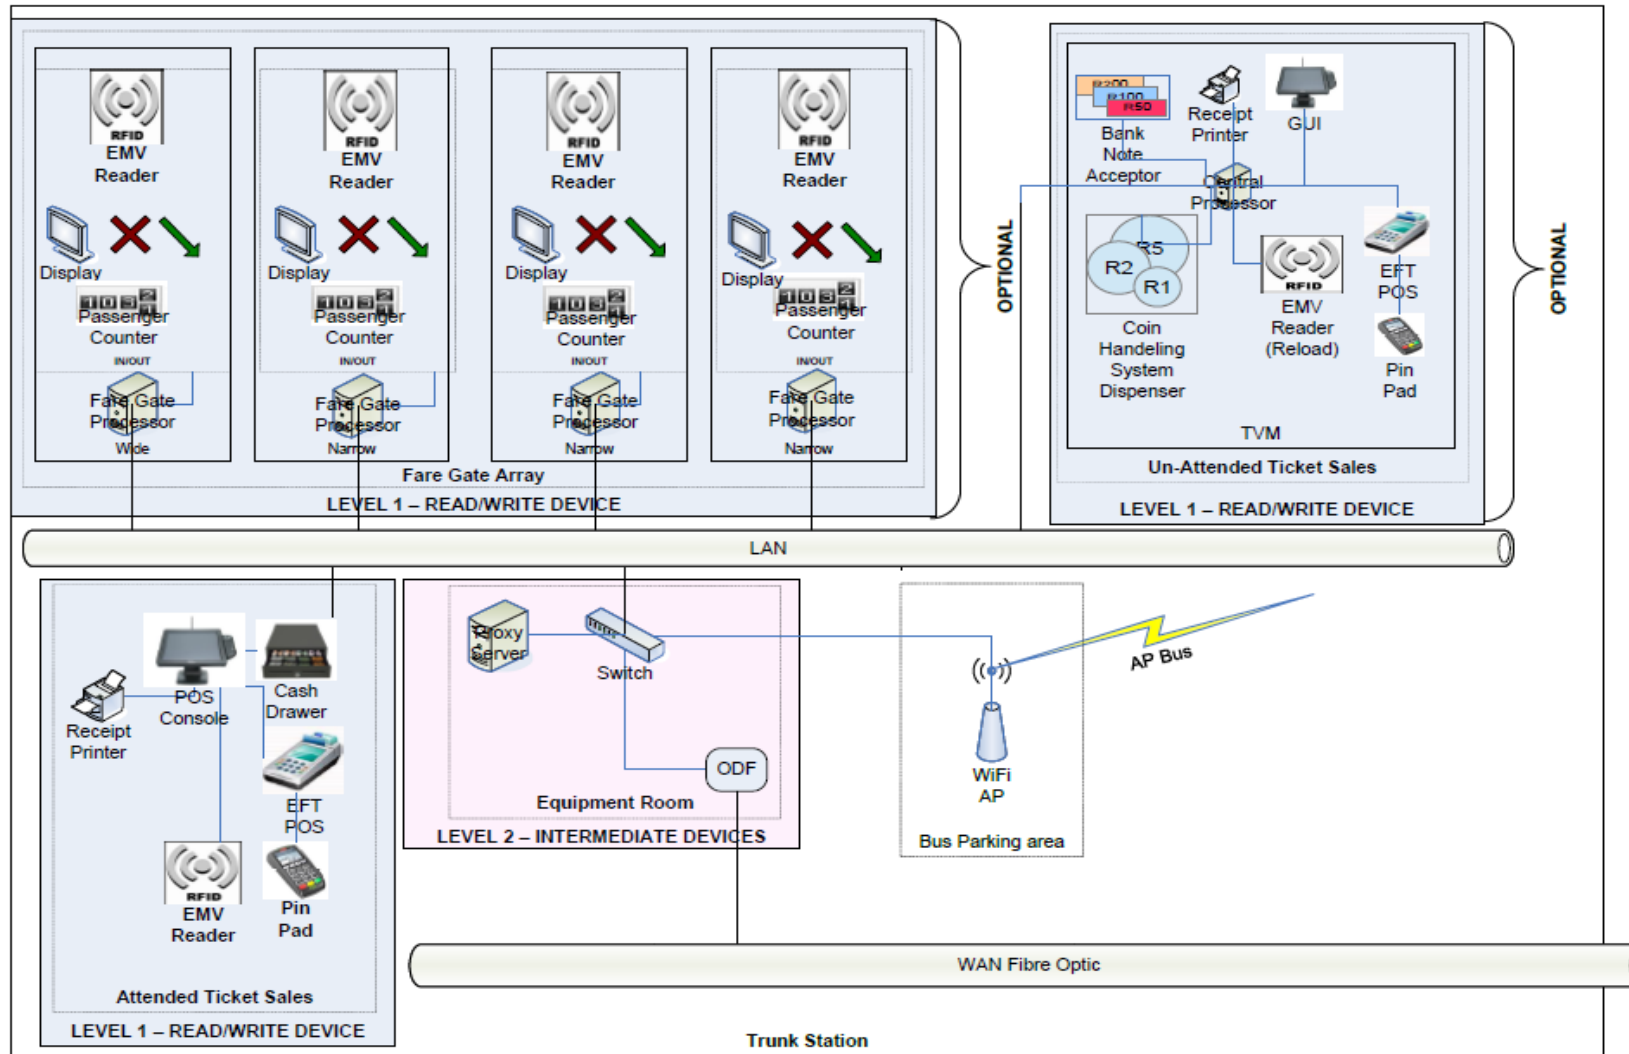 RFID
EMV
Reader
Display
1032
Passenger
Counter
IN/OUT
Fare Gate
Processor
Wide
RFID
EMV
Reader
Display
1032
Passenger
Counter
IN/OUT
Fare Gate
Processor
Narrow
RFID
EMV
Reader
Display
1032
Passenger
Counter
IN/OUT
Fare Gate
Processor
Narrow
RFID
EMV
Reader
Display
1032
Passenger
Counter
IN/OUT
Fare Gate
Processor
Narrow
Fare Gate Array
LEVEL 1 – READ/WRITE DEVICE
OPTIONAL
R200
R100
R50
Bank
Note
Acceptor
Receipt
Printer
GUI
Central
Processor
R5
R2
R1
Coin
Handeling
System
Dispenser
RFID
EMV
Reader
(Reload)
EFT
POS
Pin
Pad
TVM
Un-Attended Ticket Sales
LEVEL 1 – READ/WRITE DEVICE
OPTIONAL
LAN
POS
Console
Cash
Drawer
Receipt
Printer
EFT
POS
RFID
EMV
Reader
Pin
Pad
Attended Ticket Sales
LEVEL 1 – READ/WRITE DEVICE
Proxy
Server
Switch
ODF
Equipment Room
LEVEL 2 – INTERMEDIATE DEVICES
AP Bus
WiFi
AP
Bus Parking area
WAN Fibre Optic
Trunk Station